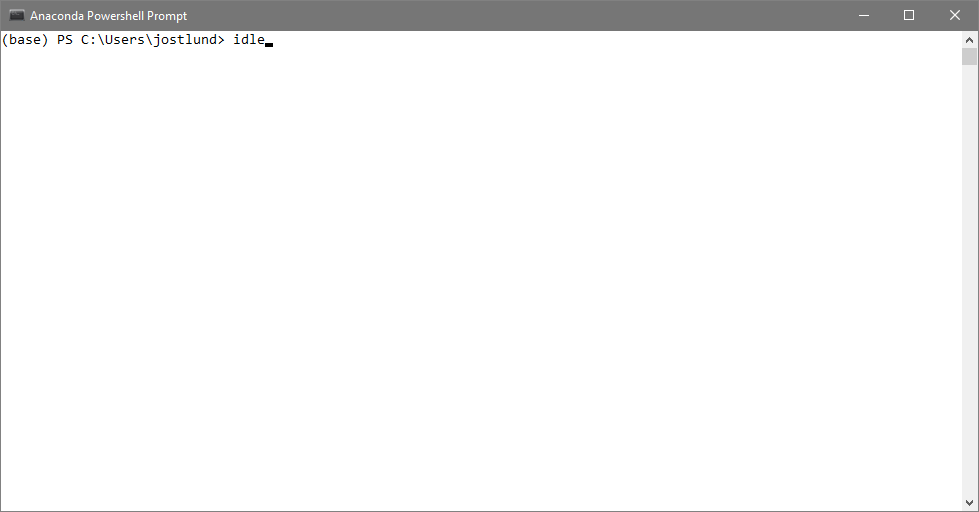 Anaconda Powershell Prompt
(base) PS C:\Users\jostlund> idle